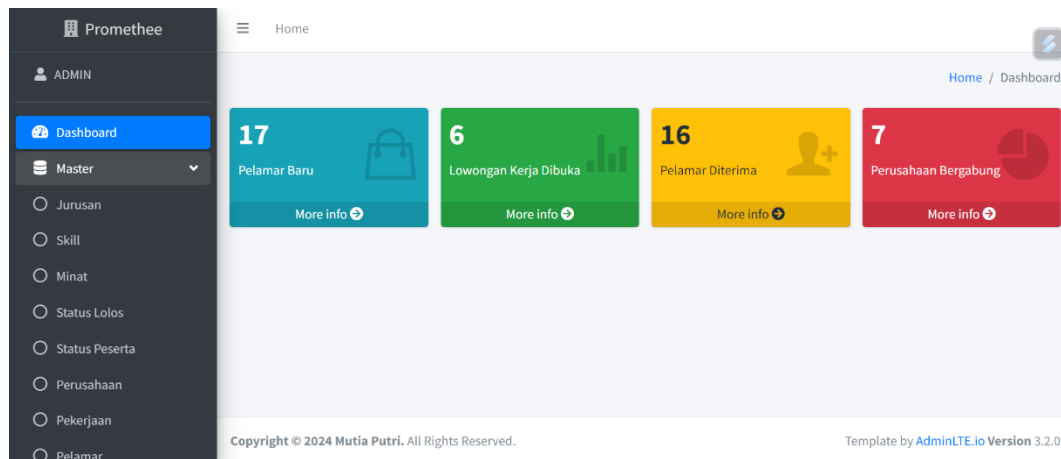 Promethee
Home
ADMIN
Home / Dashboard
Dashboard
Master
Jurusan
Skill
Minat
Status Lolos
Status Peserta
Perusahaan
Pekerjaan
Pelamar
17
Pelamar Baru
More info
6
Lowongan Kerja Dibuka
More info
16
Pelamar Diterima
More info
7
Perusahaan Bergabung
More info
Copyright © 2024 Mutia Putri. All Rights Reserved.
Template by AdminLTE.io Version 3.2.0